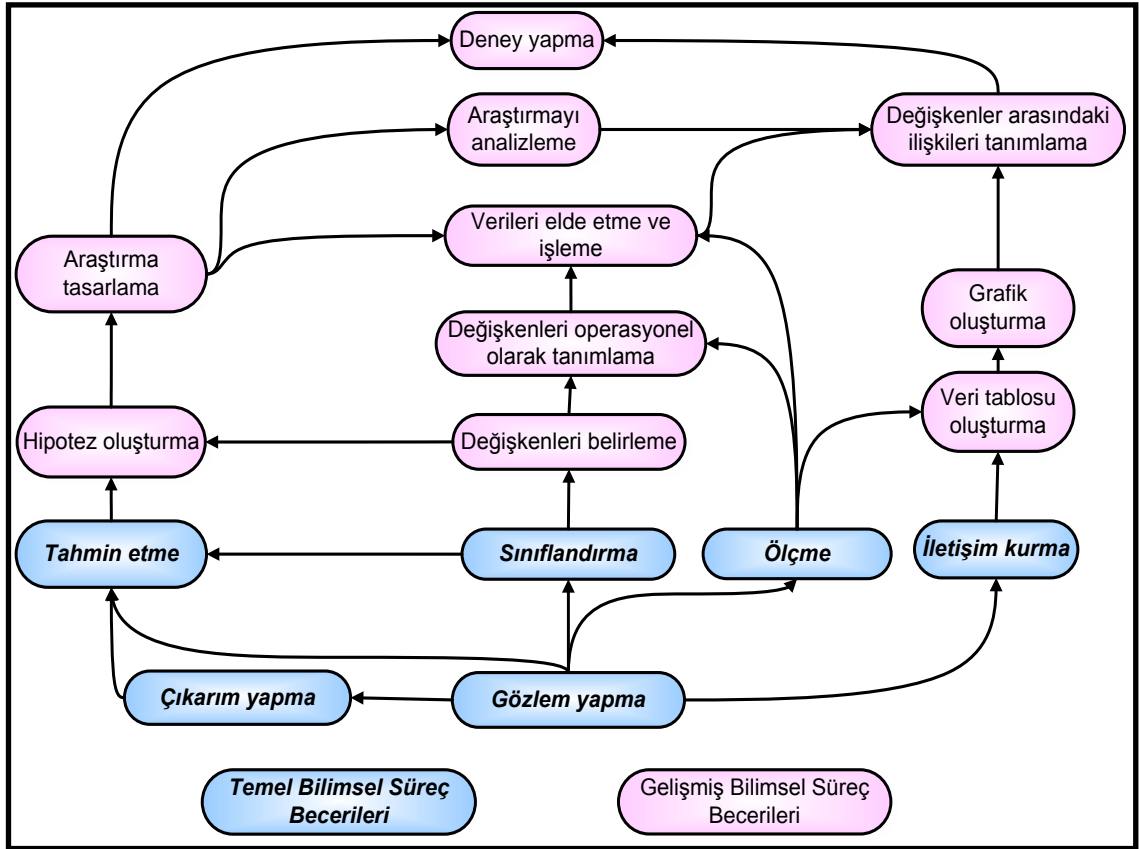 Deney yapma
Araştırmayı
analizleme
Değişkenler arasındaki
ilişkileri tanımlama
Verileri elde etme ve
işleme
Araştırma
tasarlama
Grafik
oluşturma
Değişkenleri operasyonel
olarak tanımlama
Veri tablosu
oluşturma
Hipotez oluşturma
Değişkenleri belirleme
Tahmin etme
Sınıflandırma
Ölçme
İletişim kurma
Çıkarım yapma
Gözlem yapma
Temel Bilimsel Süreç
Becerileri
Gelişmiş Bilimsel Süreç
Becerileri